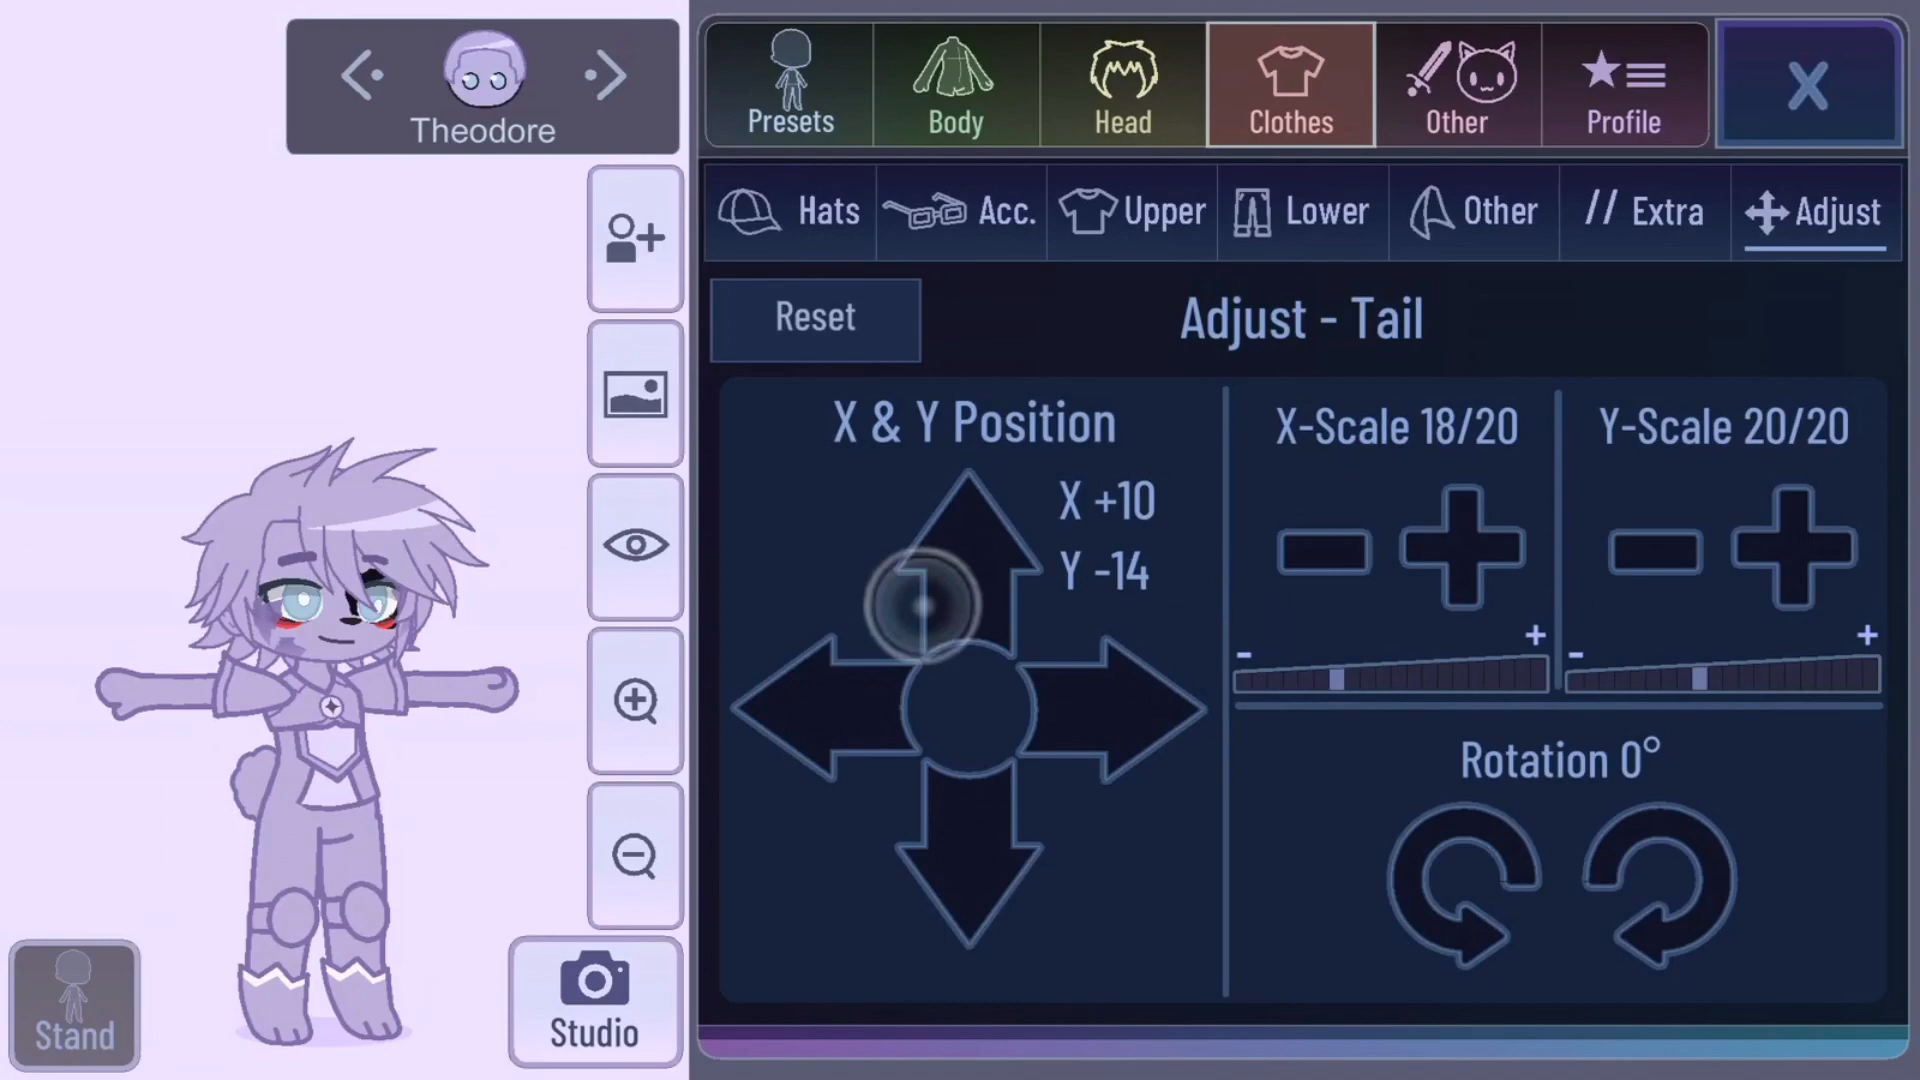 Theodore
Presets
Body
Head
Clothes
Other
Profile
X
Hats
Acc.
Upper
Lower
Other
// Extra
Adjust
Reset
Adjust - Tail
X & Y Position
X +10
Y -14
X-Scale 18/20
Y-Scale 20/20
- +
- +
Rotation 0°
Stand
Studio